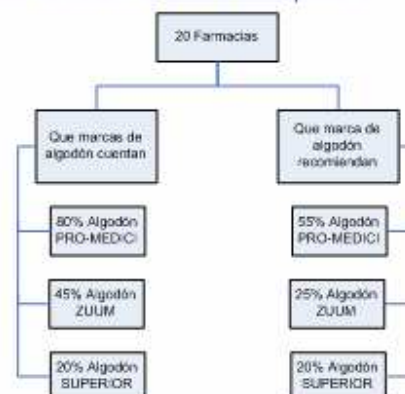 20 Farmacias
Que marcas de
algodón cuentan
Que marca de
algodón
recomiendan
80% Algodón
PRO-MEDICI
55% Algodón
PRO-MEDICI
45% Algodón
ZUUM
25% Algodón
ZUUM
20% Algodón
SUPERIOR
20% Algodón
SUPERIOR